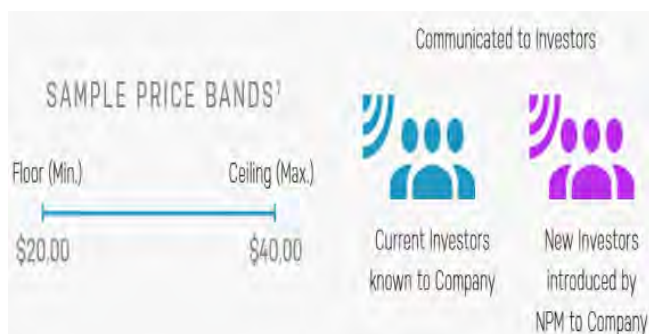 SAMPLE PRICE BANDS¹
Floor (Min.) Ceiling (Max.)
$20.00 $40.00
Communicated to Investors
Current Investors
known to Company
New Investors
introduced by
NPM to Company